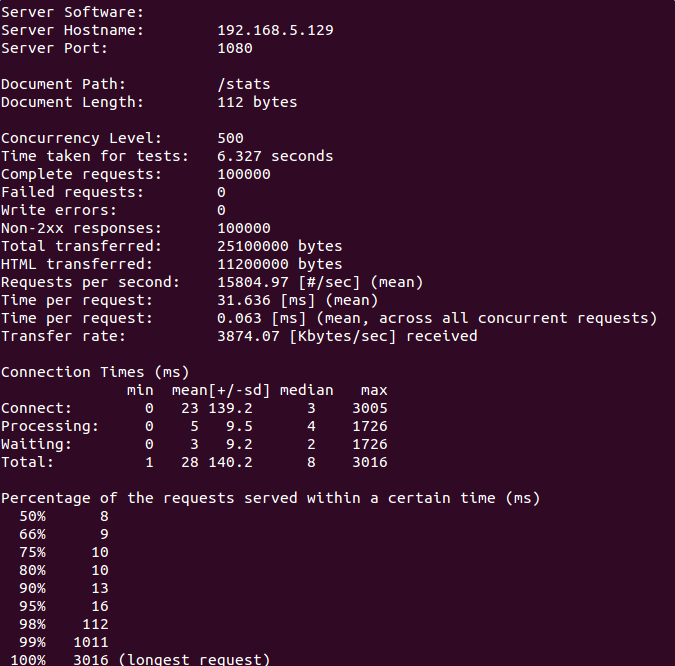 Server Software:
Server Hostname: 192.168.5.129
Server Port: 1080
Document Path: /stats
Document Length: 112 bytes
Concurrency Level: 500
Time taken for tests: 6.327 seconds
Complete requests: 100000
Failed requests: 0
Write errors: 0
Non-2xx responses: 100000
Total transferred: 25100000 bytes
HTML transferred: 11200000 bytes
Requests per second: 15804.97 [#/sec] (mean)
Time per request: 31.636 [ms] (mean)
Time per request: 0.063 [ms] (mean, across all concurrent requests)
Transfer rate: 3874.07 [Kbytes/sec] received
Connection Times (ms)
min mean[+/-sd] median max
Connect: 0 23 139.2 3 3005
Processing: 0 5 9.5 4 1726
Waiting: 0 3 9.2 2 1726
Total: 1 28 140.2 8 3016
Percentage of the requests served within a certain time (ms)
50% 8
66% 9
75% 10
80% 10
90% 13
95% 16
98% 112
99% 1011
100% 3016 (longest request)